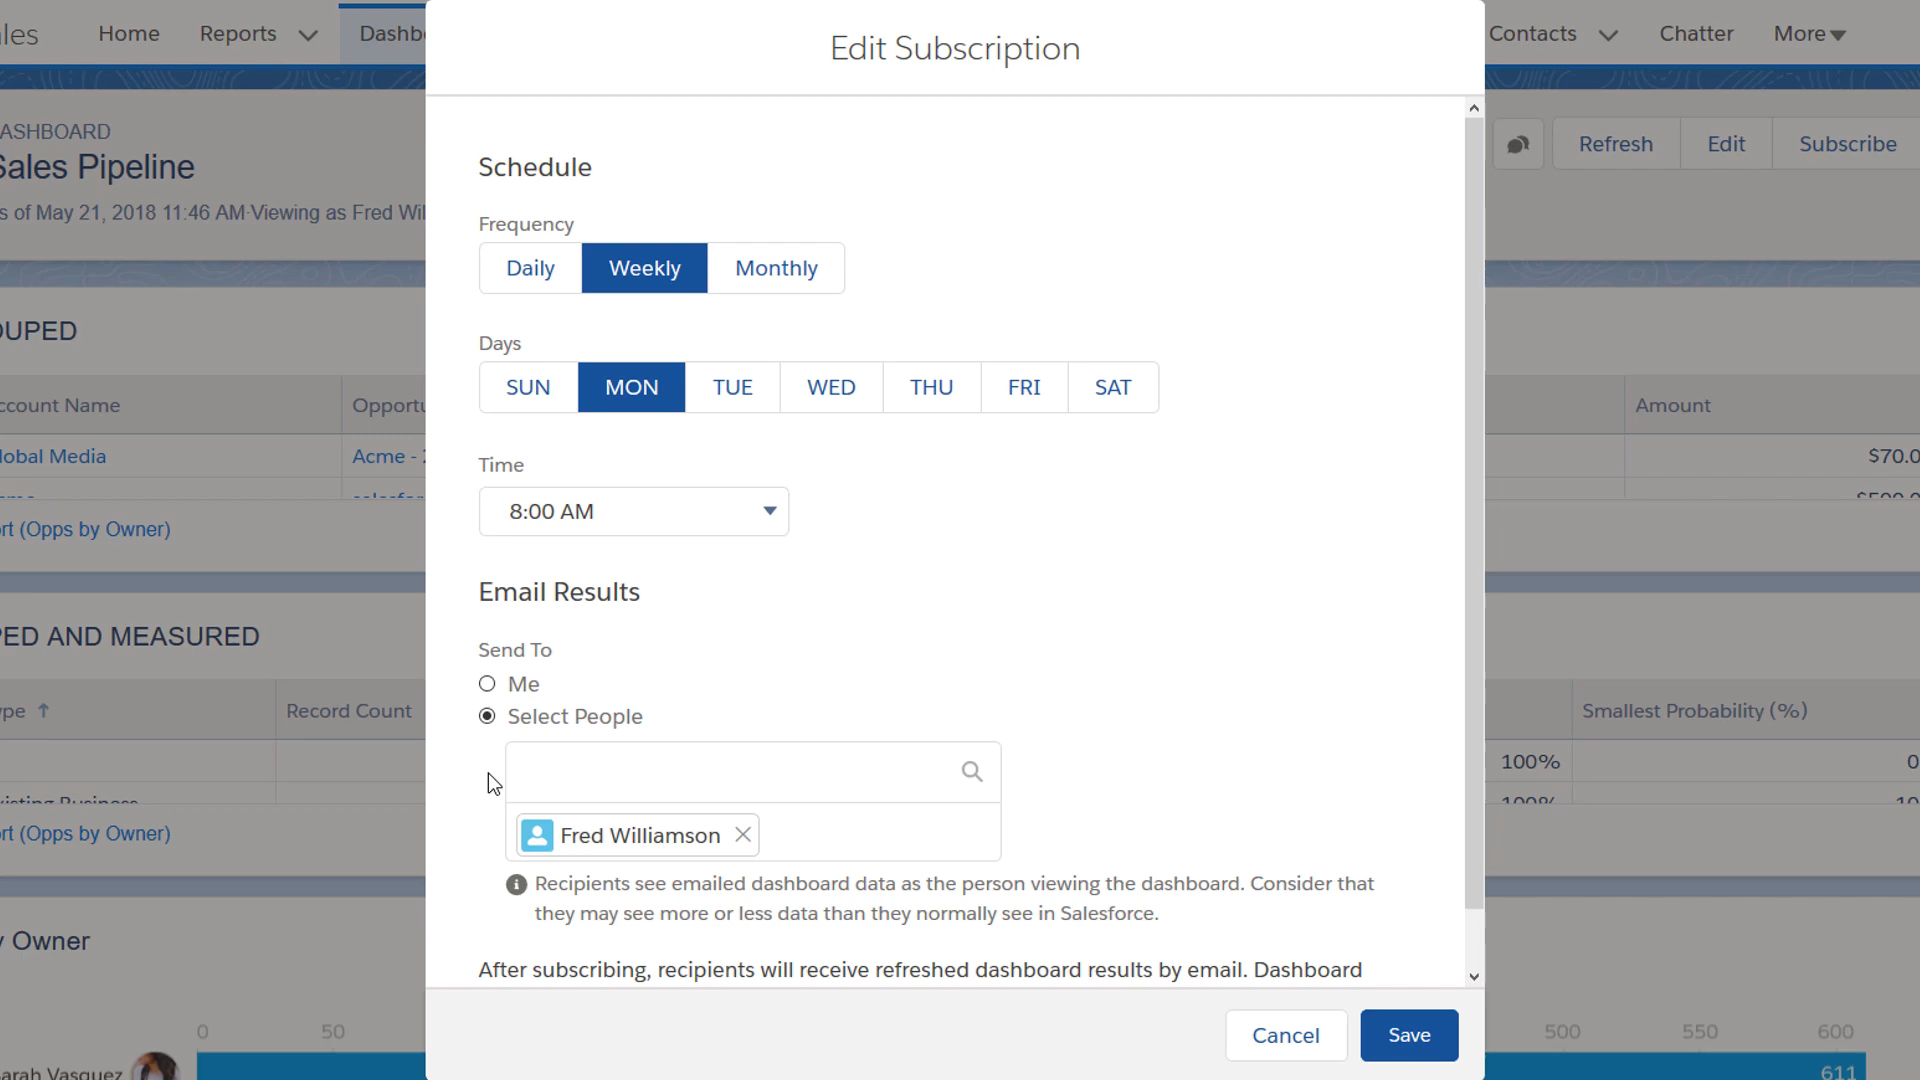 les Home Reports Dashb Contacts Chatter More
Edit Subscription
ASHBOARD
Sales Pipeline
s of May 21, 2018 11:46 AM·Viewing as Fred Wil
Refresh Edit Subscribe
Schedule
Frequency
Daily Weekly Monthly
OUPED
Days
SUN MON TUE WED THU FRI SAT
ccount Name Opportu Amount
lobal Media Acme - 2 $70.0
Time
8:00 AM
rt (Opps by Owner)
Email Results
PED AND MEASURED
Send To
Me
Select People
ype Record Count Smallest Probability (%)
100% 0
xisting Business 100% 10
rt (Opps by Owner)
Fred Williamson
Recipients see emailed dashboard data as the person viewing the dashboard. Consider that
they may see more or less data than they normally see in Salesforce.
y Owner
After subscribing, recipients will receive refreshed dashboard results by email. Dashboard
0 50 500 550 600
Cancel Save
arah Vasquez 611